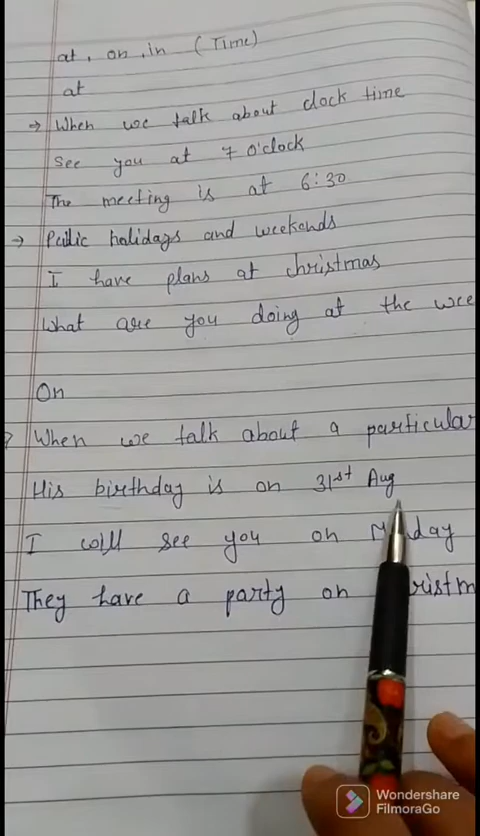 at, on, in (Time)
at
→ When we talk about clock time
See you at 7 o'clock
The meeting is at 6:30
→ Public holidays and weekends
I have plans at christmas
What are you doing at the wee
On
When we talk about a particular
His birthday is on 31st Aug
I will see you on M day
They have a party on ristm
Wondershare
FilmoraGo